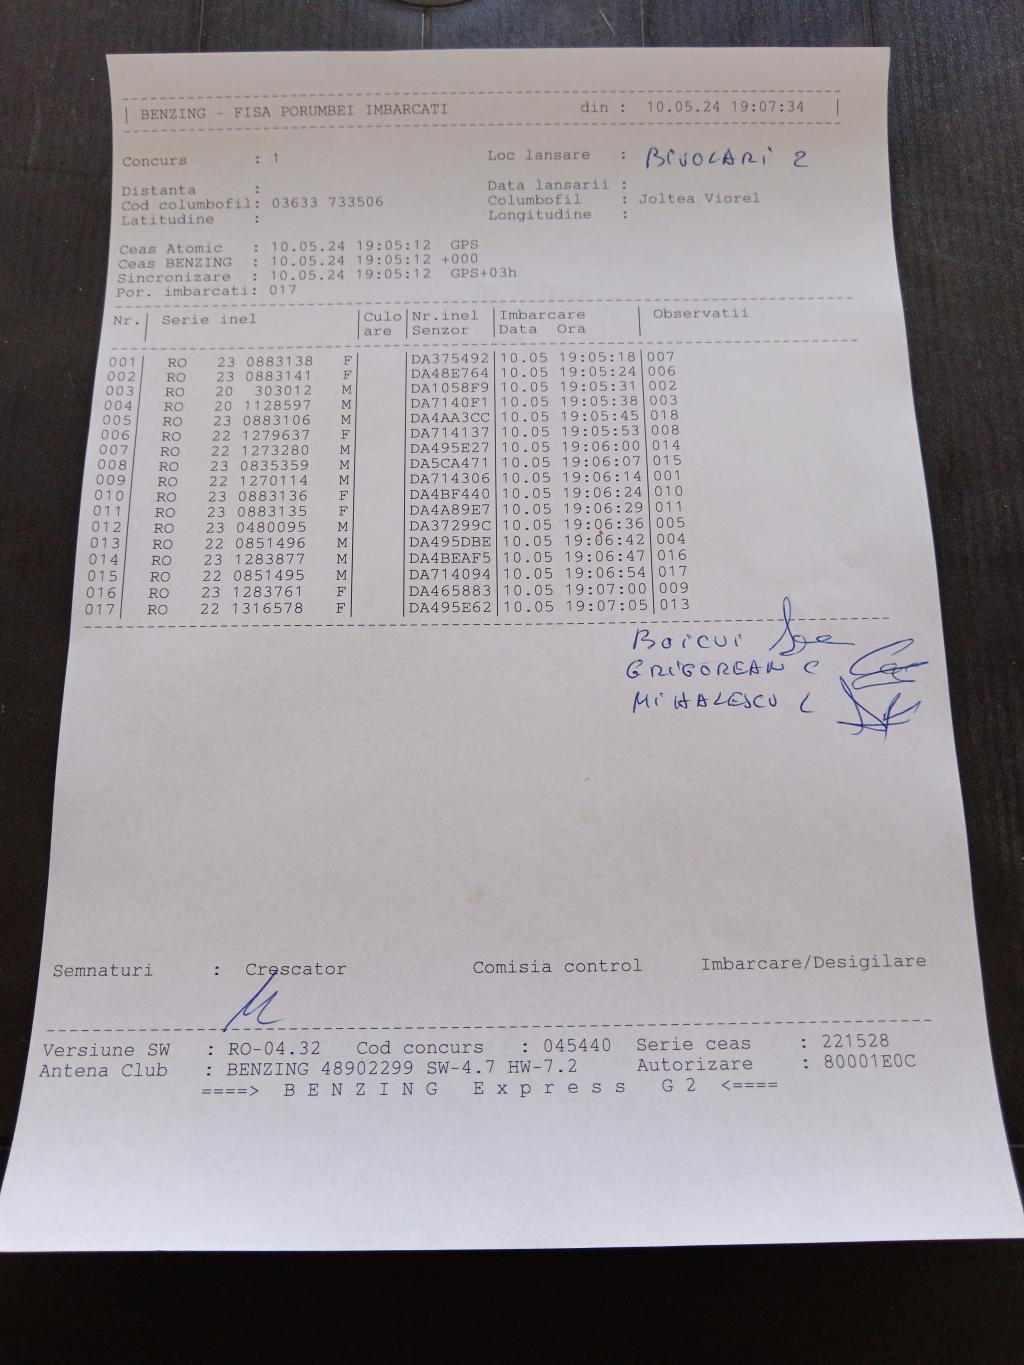 BENZING - FISA PORUMBEI IMBARCATI din : 10.05.24 19:07:34
Concurs : 1 Loc lansare : BIVOLARI 2
Distanta : Data lansarii :
Cod columbofil: 03633 733506 Columbofil : Joltea Viorel
Latitudine : Longitudine :
Ceas Atomic : 10.05.24 19:05:12 GPS
Ceas BENZING : 10.05.24 19:05:12 +000
Sincronizare : 10.05.24 19:05:12 GPS+03h
Por. imbarcati: 017
Nr. Serie inel Culo Nr.inel Imbarcare Observatii
are Senzor Data Ora
001 RO 23 0883138 F DA375492 10.05 19:05:18 007
002 RO 23 0883141 F DA48E764 10.05 19:05:24 006
003 RO 20 303012 M DA1058F9 10.05 19:05:31 002
004 RO 20 1128597 M DA7140F1 10.05 19:05:38 003
005 RO 23 0883106 M DA4AA3CC 10.05 19:05:45 018
006 RO 22 1279637 F DA714137 10.05 19:05:53 008
007 RO 22 1273280 M DA495E27 10.05 19:06:00 014
008 RO 23 0835359 M DA5CA471 10.05 19:06:07 015
009 RO 22 1270114 M DA714306 10.05 19:06:14 001
010 RO 23 0883136 F DA4BF440 10.05 19:06:24 010
011 RO 23 0883135 F DA4A89E7 10.05 19:06:29 011
012 RO 23 0480095 M DA37299C 10.05 19:06:36 005
013 RO 22 0851496 M DA495DBE 10.05 19:06:42 004
014 RO 23 1283877 M DA4BEAF5 10.05 19:06:47 016
015 RO 22 0851495 M DA714094 10.05 19:06:54 017
016 RO 23 1283761 F DA465883 10.05 19:07:00 009
017 RO 22 1316578 F DA495E62 10.05 19:07:05 013
BOICUI
GRIGOREAN C
MIHALESCU L
Semnaturi : Crescator Comisia control Imbarcare/Desigilare
Versiune SW : RO-04.32 Cod concurs : 045440 Serie ceas : 221528
Antena Club : BENZING 48902299 SW-4.7 HW-7.2 Autorizare : 80001E0C
====> B E N Z I N G E x p r e s s G 2 <====